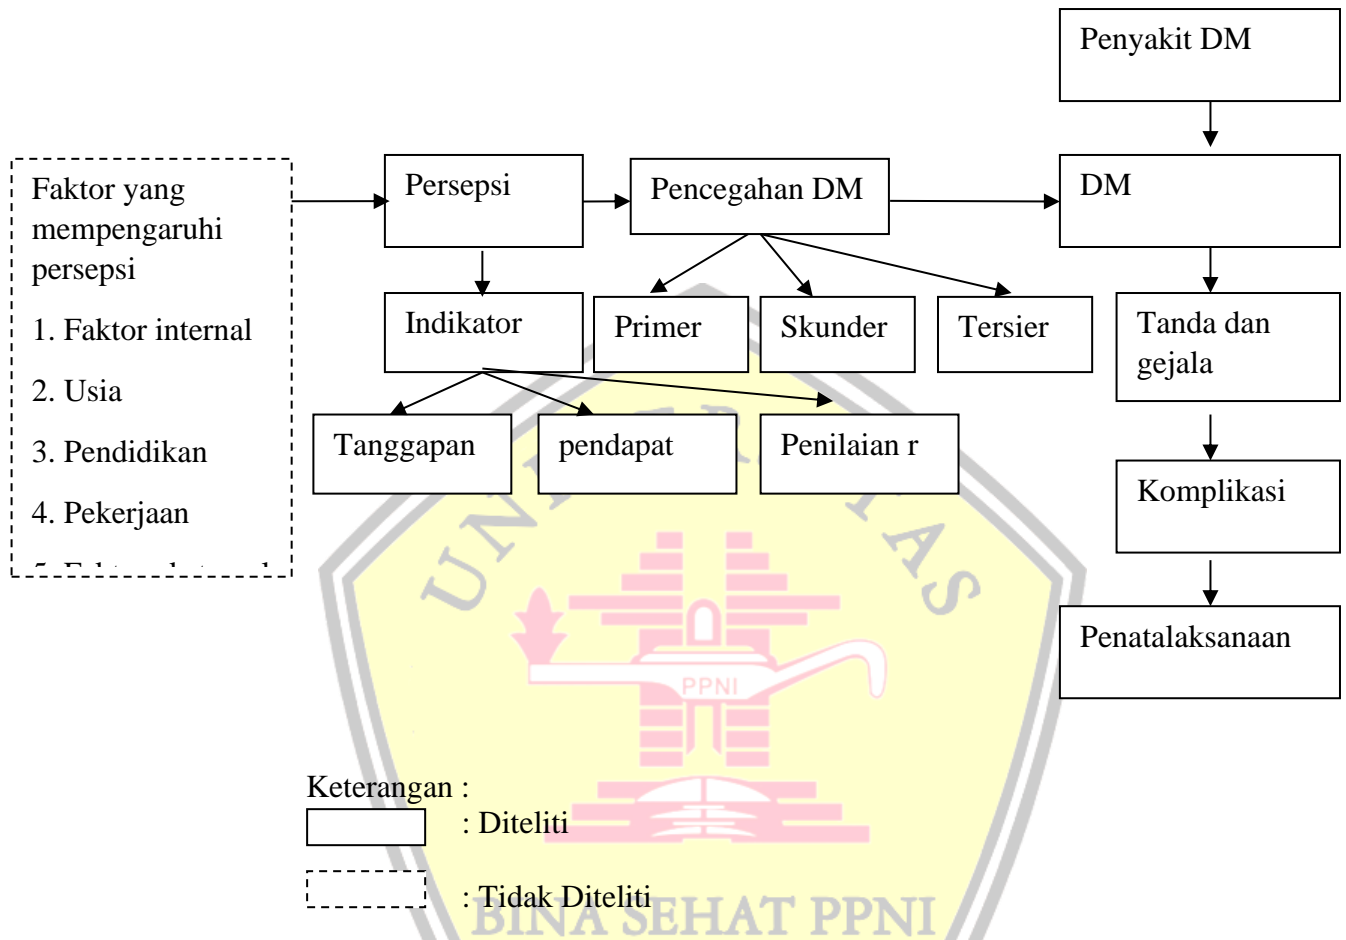 Penyakit DM
Faktor yang
mempengaruhi
persepsi
1. Faktor internal
2. Usia
3. Pendidikan
4. Pekerjaan
Persepsi
Pencegahan DM
DM
Indikator
Primer
Skunder
Tersier
Tanda dan
gejala
Tanggapan
pendapat
Penilaian r
Komplikasi
Penatalaksanaan
Keterangan :
: Diteliti
: Tidak Diteliti
UNIVERSITAS
PPNI
BINA SEHAT PPNI